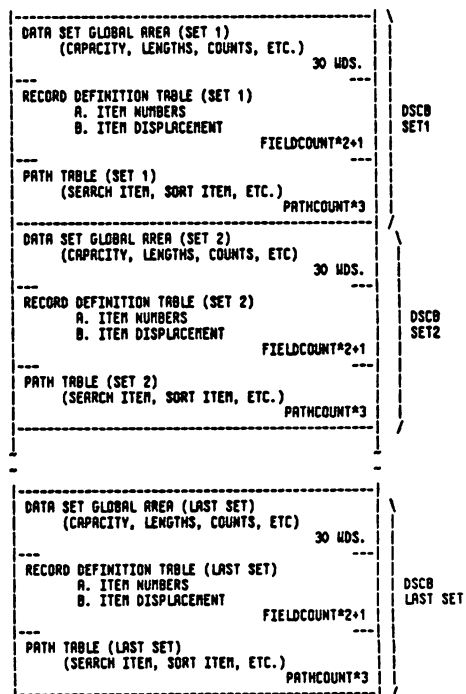 DATA SET GLOBAL AREA (SET 1)
(CAPACITY, LENGTHS, COUNTS, ETC.)
30 WDS.
RECORD DEFINITION TABLE (SET 1)
A. ITEM NUMBERS
B. ITEM DISPLACEMENT
FIELDCOUNT*2+1
DSCB
SET1
PATH TABLE (SET 1)
(SEARCH ITEM, SORT ITEM, ETC.)
PATHCOUNT*3
DATA SET GLOBAL AREA (SET 2)
(CAPACITY, LENGTHS, COUNTS, ETC)
30 WDS.
RECORD DEFINITION TABLE (SET 2)
A. ITEM NUMBERS
B. ITEM DISPLACEMENT
FIELDCOUNT*2+1
DSCB
SET2
PATH TABLE (SET 2)
(SEARCH ITEM, SORT ITEM, ETC.)
PATHCOUNT*3
DATA SET GLOBAL AREA (LAST SET)
(CAPACITY, LENGTHS, COUNTS, ETC)
30 WDS.
RECORD DEFINITION TABLE (LAST SET)
A. ITEM NUMBERS
B. ITEM DISPLACEMENT
FIELDCOUNT*2+1
DSCB
LAST SET
PATH TABLE (LAST SET)
(SEARCH ITEM, SORT ITEM, ETC.)
PATHCOUNT*3